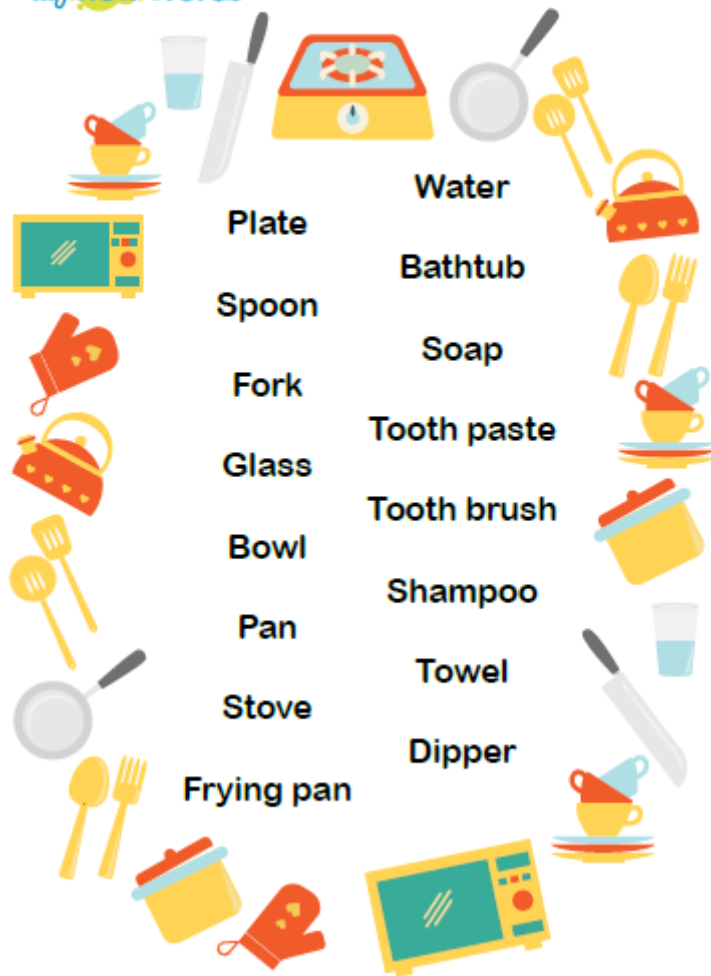 Plate
Spoon
Fork
Glass
Bowl
Pan
Stove
Frying pan
Water
Bathtub
Soap
Tooth paste
Tooth brush
Shampoo
Towel
Dipper